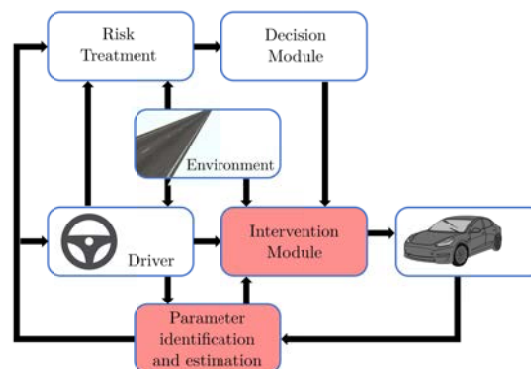 Risk
Treatment
Decision
Module
Environment
Driver
Intervention
Module
Parameter
identification
and estimation